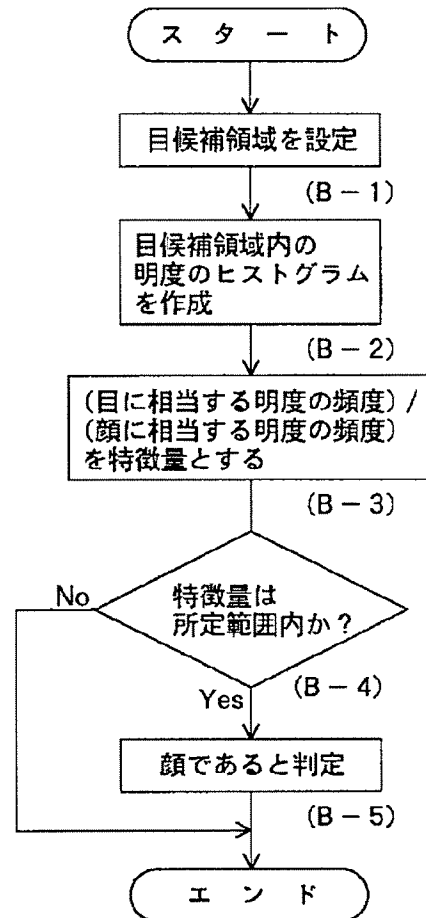 スタート
目候補領域を設定
(B-1)
目候補領域内の
明度のヒストグラム
を作成
(B-2)
(目に相当する明度の頻度)/
(顔に相当する明度の頻度)
を特徴量とする
(B-3)
特徴量は
所定範囲内か?
No
(B-4)
Yes
顔であると判定
(B-5)
エンド